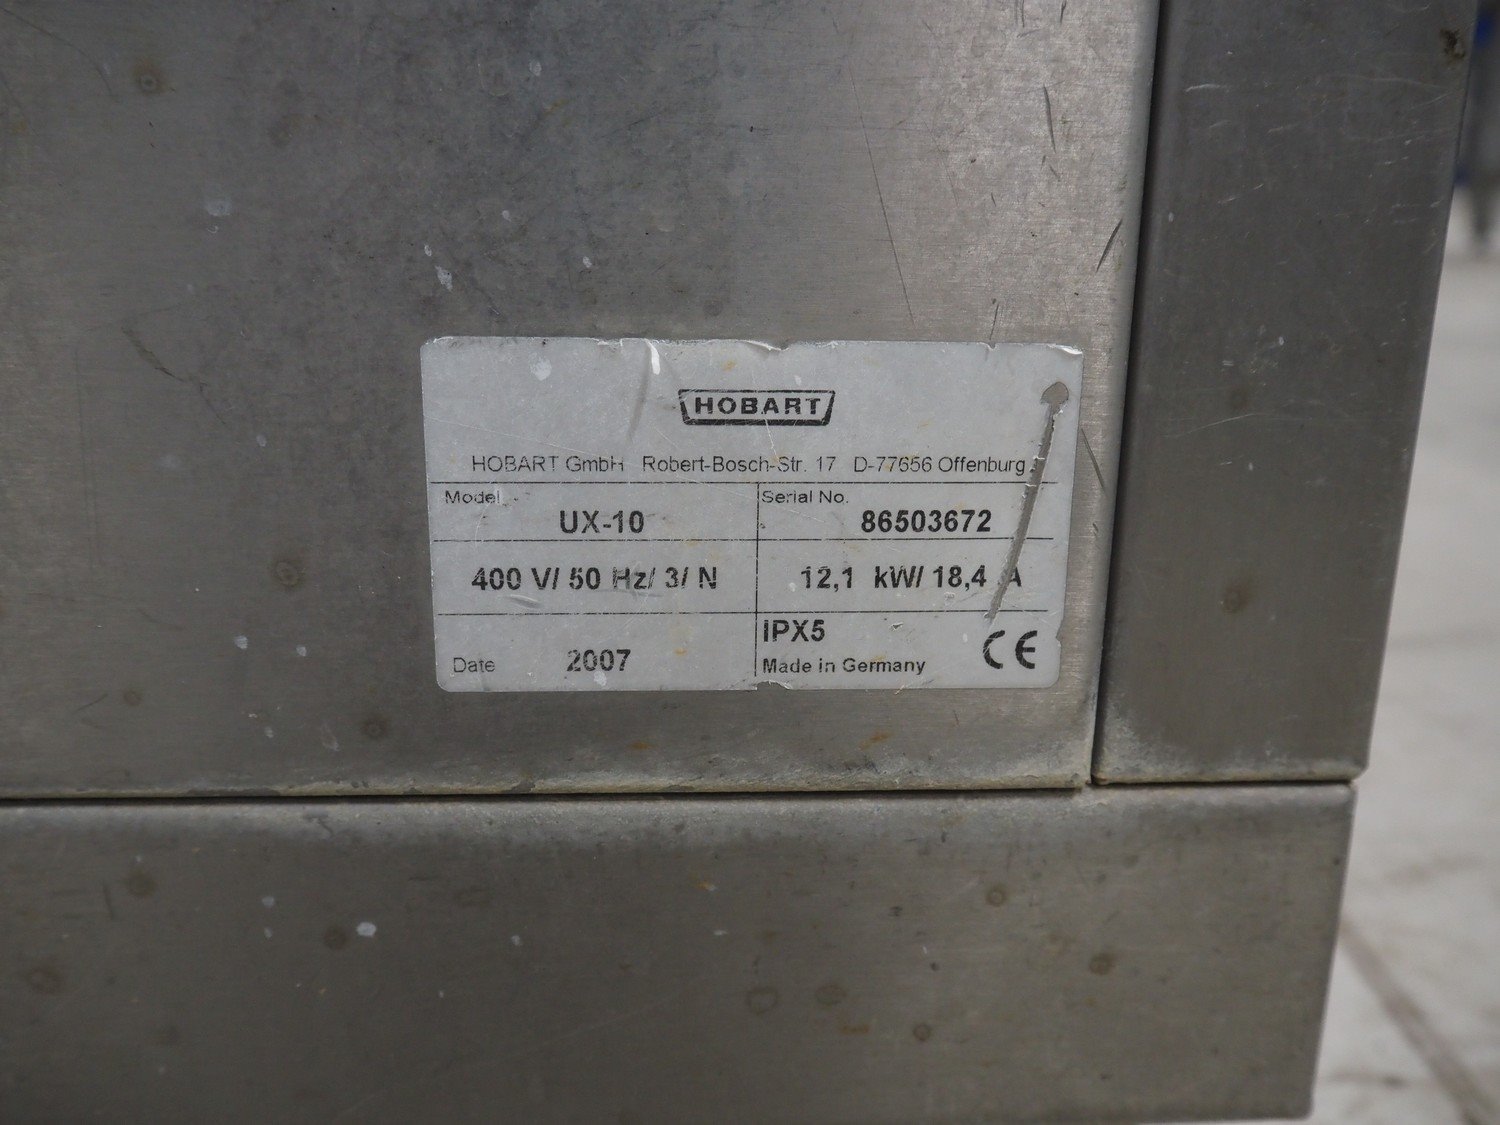 HOBART
HOBART GmbH Robert-Bosch-Str. 17 D-77656 Offenburg
Model Serial No.
UX-10 86503672
400 V/ 50 Hz/ 3/ N 12,1 kW/ 18,4 A
IPX5
Date 2007 Made in Germany CE